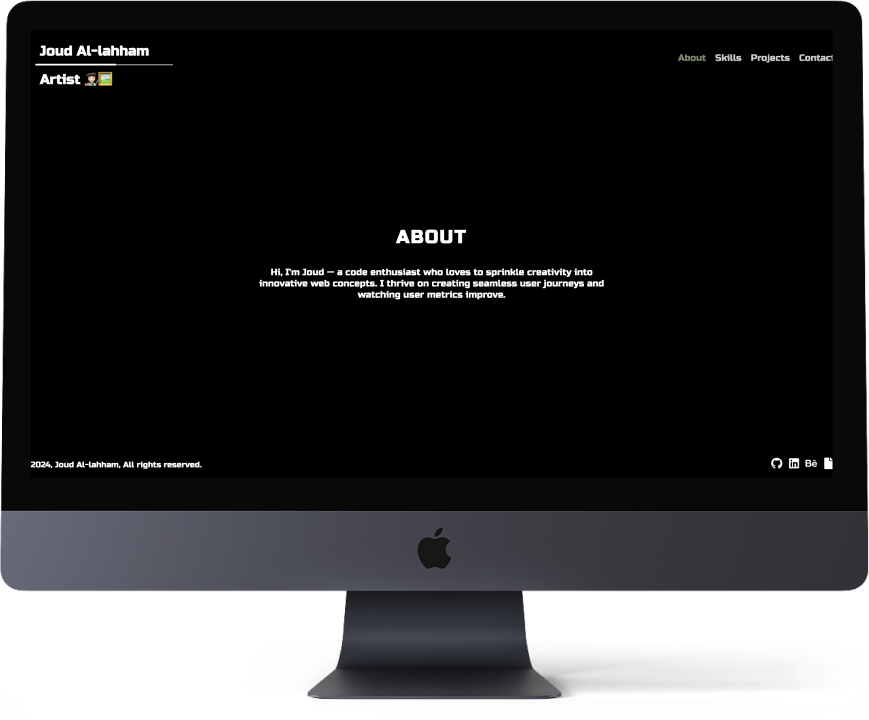 Joud Al-lahham
About Skills Projects Contact
Artist 👩🏻‍🎨🖼️
ABOUT
Hi, I'm Joud — a code enthusiast who loves to sprinkle creativity into
innovative web concepts. I thrive on creating seamless user journeys and
watching user metrics improve.
2024, Joud Al-lahham, All rights reserved.
Bē